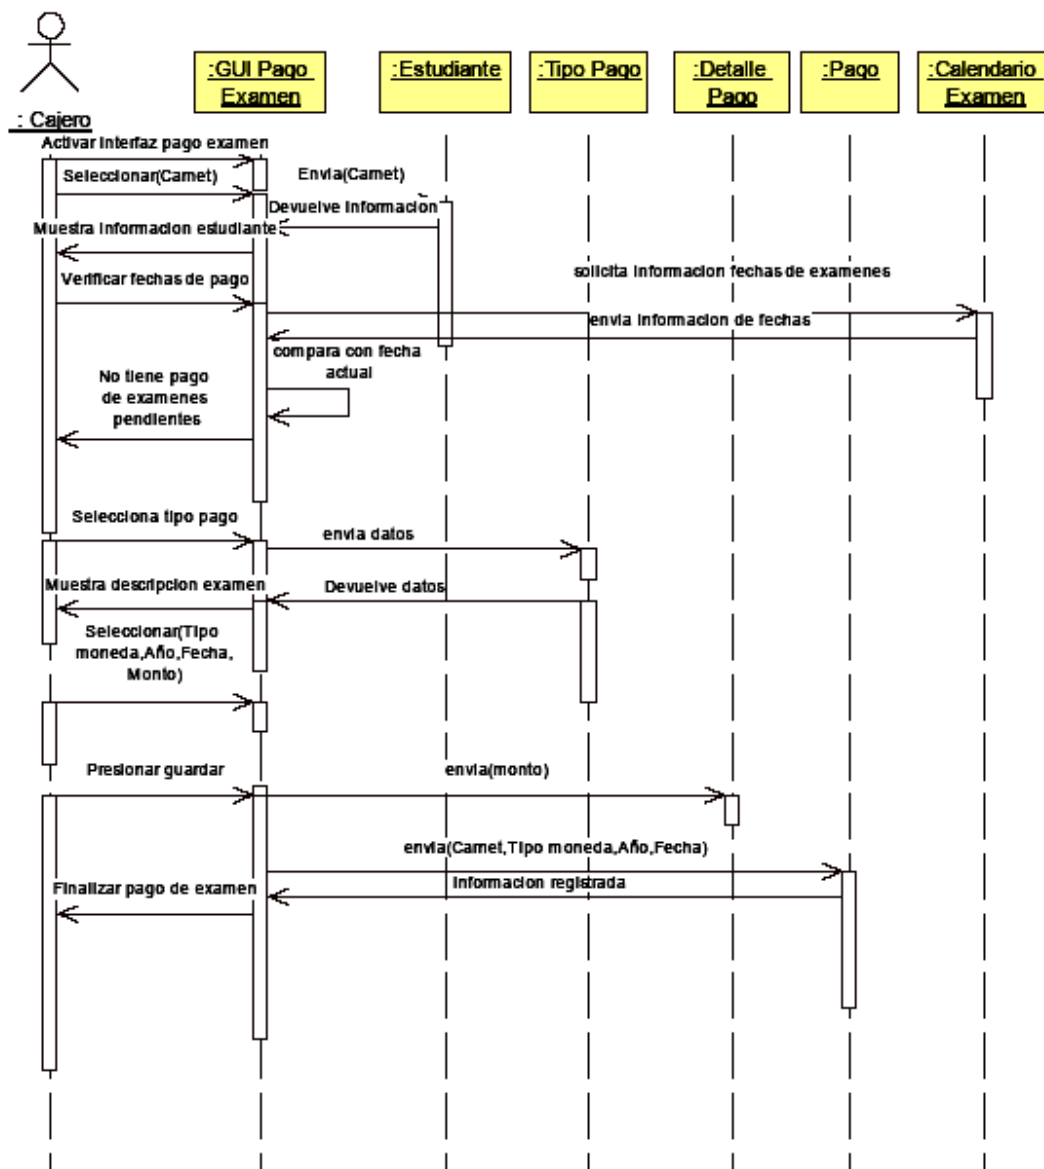 :GUI Pago
Examen
:Estudiante
:Tipo Pago
:Detalle
Pago
:Pago
:Calendario
Examen
: Cajero
Activar interfaz pago examen
Seleccionar(Carnet)
Envia(Carnet)
Devuelve informacion
Muestra informacion estudiante
Verificar fechas de pago
solicita informacion fechas de examenes
envia informacion de fechas
compara con fecha
actual
No tiene pago
de examenes
pendientes
Selecciona tipo pago
envia datos
Muestra descripcion examen
Devuelve datos
Seleccionar(Tipo
moneda,Año,Fecha,
Monto)
Presionar guardar
envia(monto)
envia(Carnet,Tipo moneda,Año,Fecha)
informacion registrada
Finalizar pago de examen